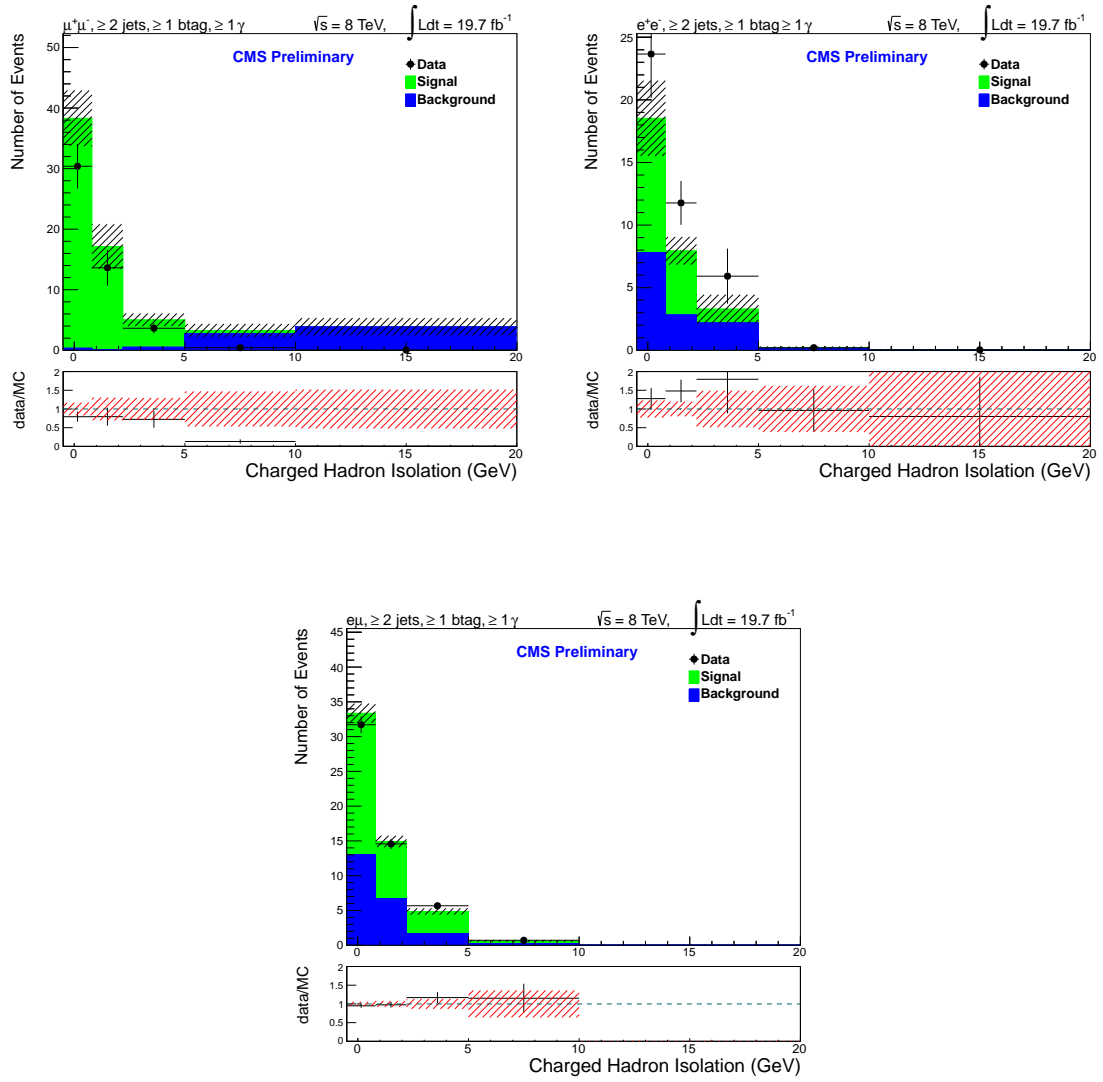 μ⁺μ⁻, ≥ 2 jets, ≥ 1 btag, ≥ 1 γ √s = 8 TeV, ∫ Ldt = 19.7 fb⁻¹
CMS Preliminary
Data
Signal
Background
Number of Events
50
40
30
20
10
0
0 5 10 15 20
data/MC
2
1.5
1
0.5
0
0 5 10 15 20
Charged Hadron Isolation (GeV)
e⁺e⁻, ≥ 2 jets, ≥ 1 btag ≥ 1 γ √s = 8 TeV, ∫ Ldt = 19.7 fb⁻¹
CMS Preliminary
Data
Signal
Background
Number of Events
25
20
15
10
5
0
0 5 10 15 20
data/MC
2
1.5
1
0.5
0
0 5 10 15 20
Charged Hadron Isolation (GeV)
eμ, ≥ 2 jets, ≥ 1 btag, ≥ 1 γ √s = 8 TeV, ∫ Ldt = 19.7 fb⁻¹
CMS Preliminary
Data
Signal
Background
Number of Events
45
40
35
30
25
20
15
10
5
0
0 5 10 15 20
data/MC
2
1.5
1
0.5
0
0 5 10 15 20
Charged Hadron Isolation (GeV)